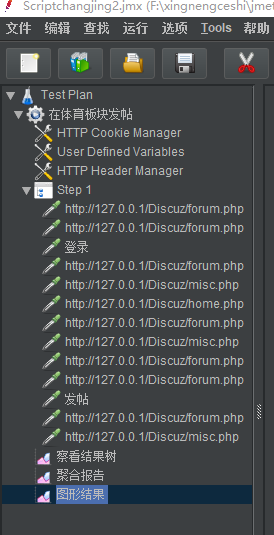 Scriptchangjing2.jmx (F:\xingnengceshi\jmet
文件 编辑 查找 运行 选项 Tools 帮助
Test Plan
在体育板块发帖
HTTP Cookie Manager
User Defined Variables
HTTP Header Manager
Step 1
http://127.0.0.1/Discuz/forum.php
http://127.0.0.1/Discuz/forum.php
登录
http://127.0.0.1/Discuz/forum.php
http://127.0.0.1/Discuz/misc.php
http://127.0.0.1/Discuz/home.php
http://127.0.0.1/Discuz/forum.php
http://127.0.0.1/Discuz/misc.php
http://127.0.0.1/Discuz/forum.php
http://127.0.0.1/Discuz/forum.php
发帖
http://127.0.0.1/Discuz/forum.php
http://127.0.0.1/Discuz/misc.php
察看结果树
聚合报告
图形结果